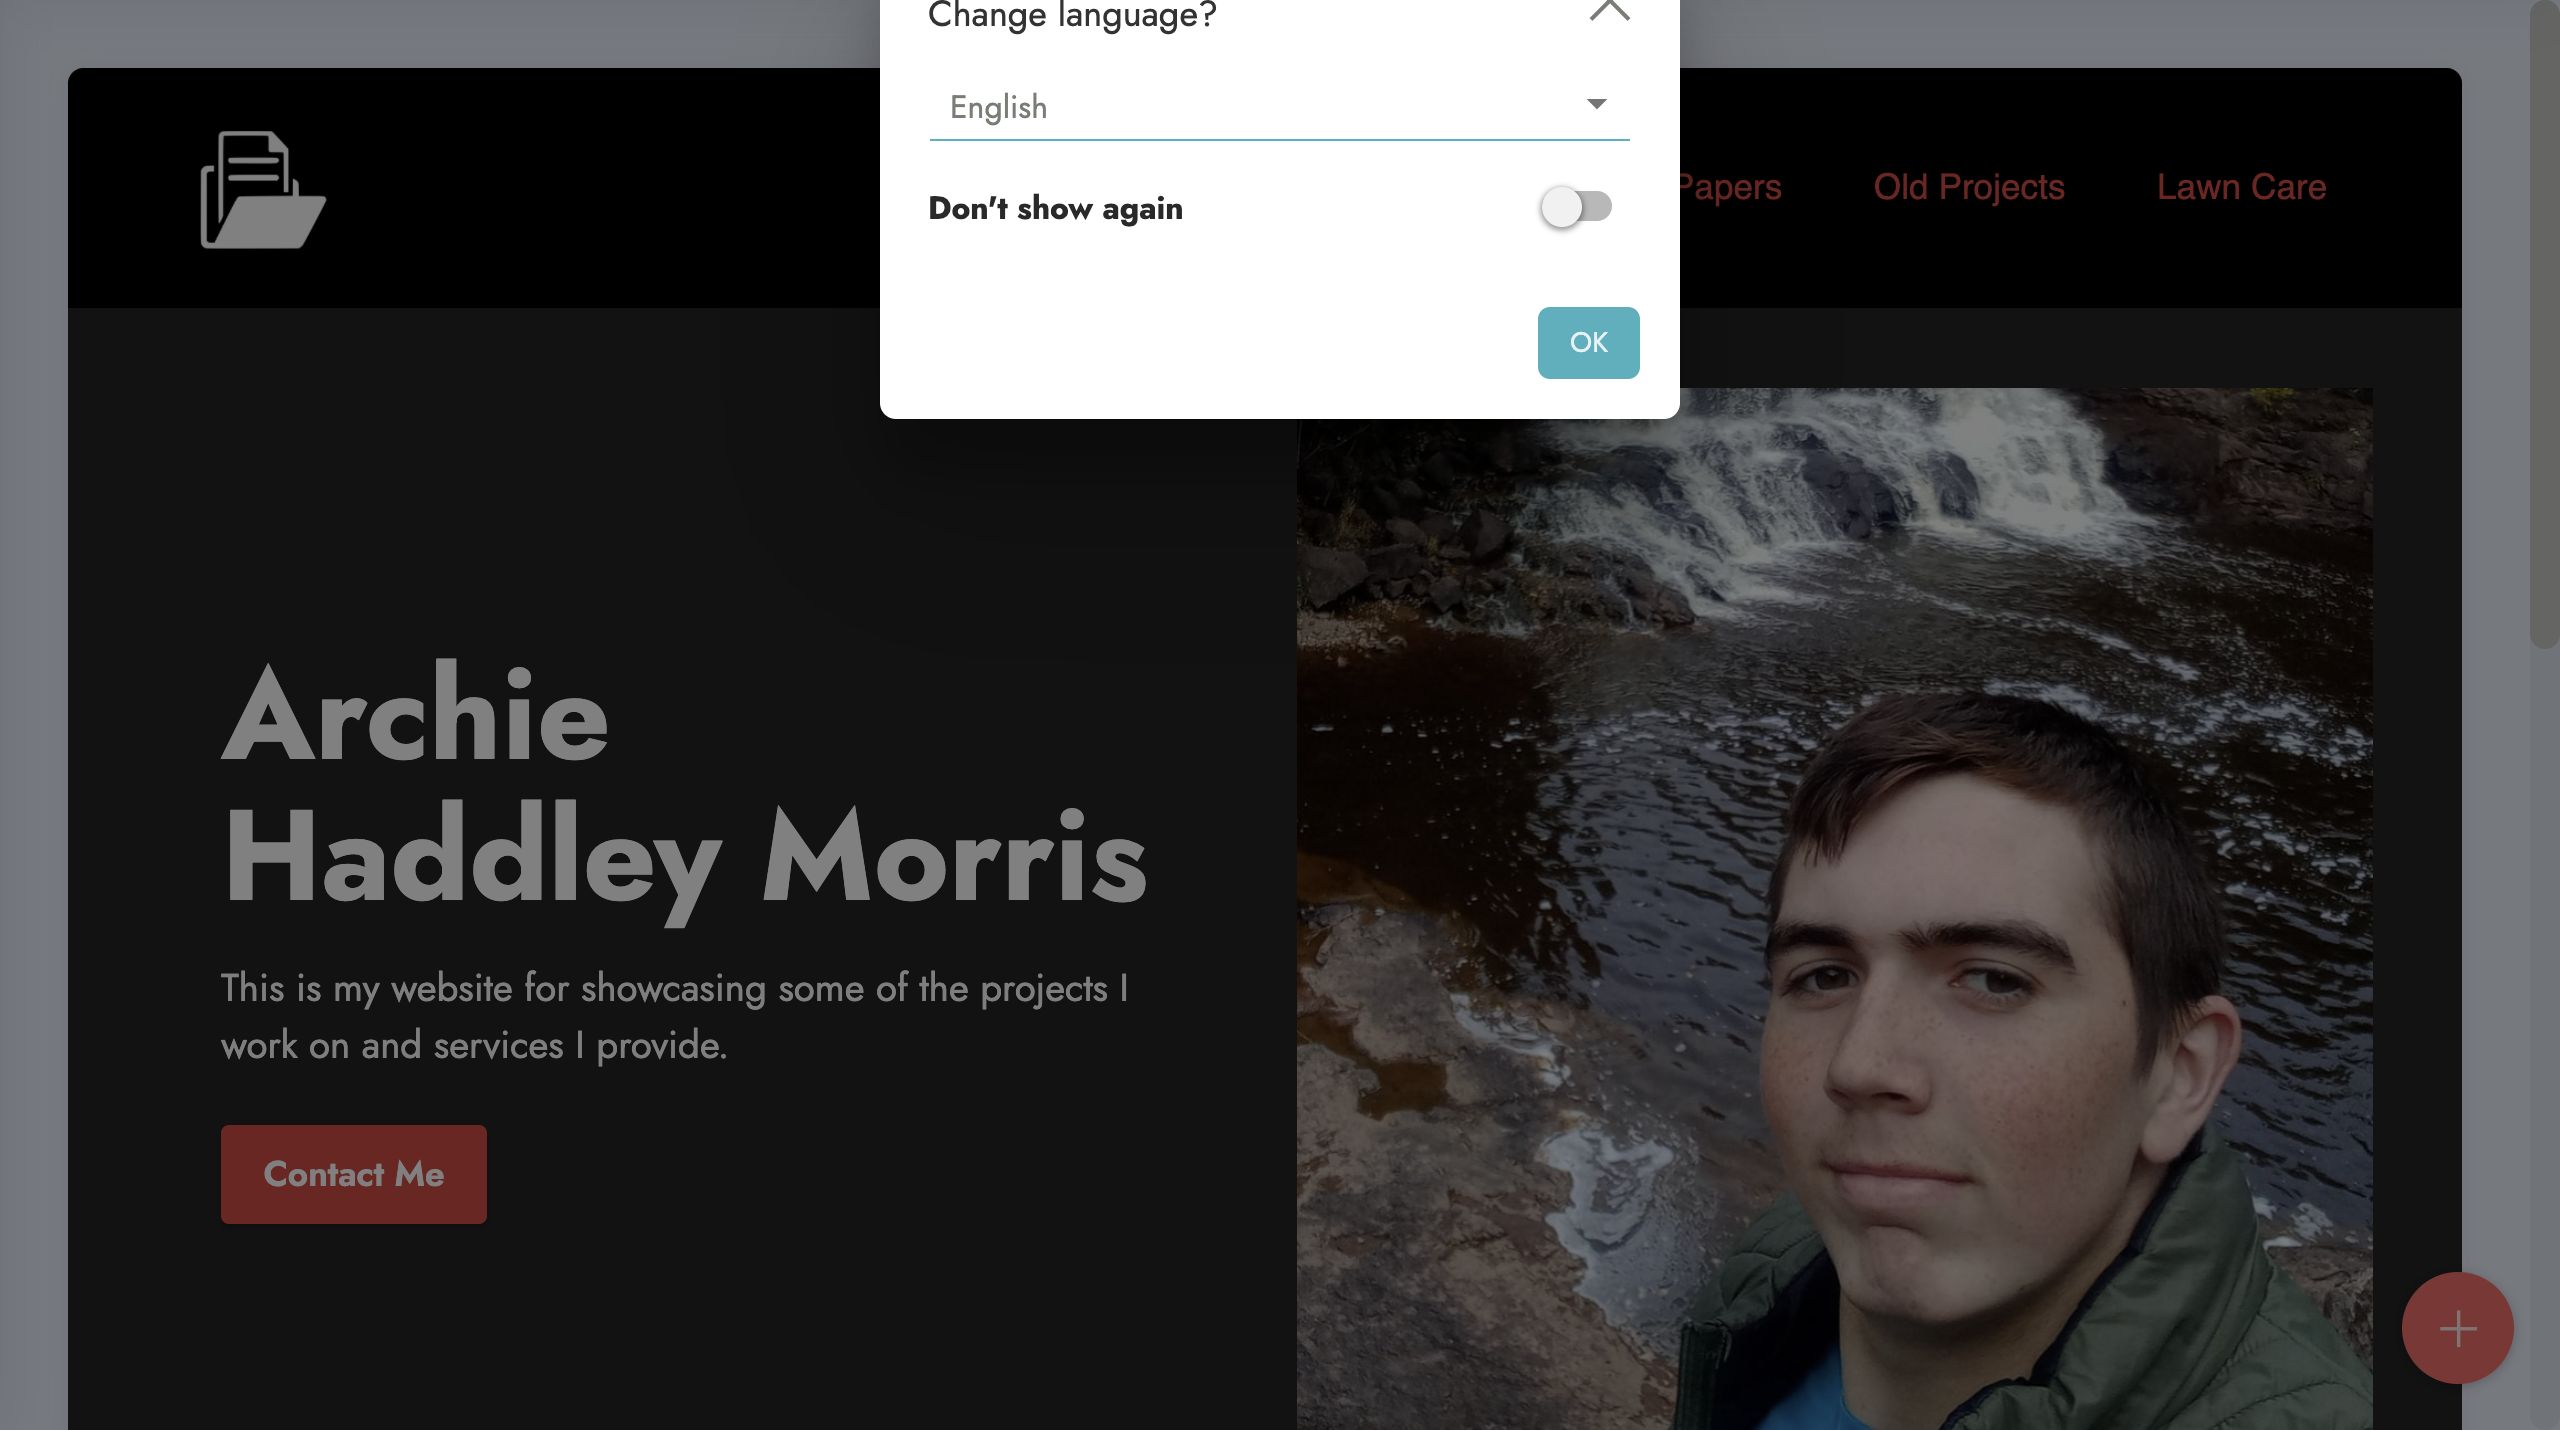 Change language?
English
Don't show again
OK
Papers
Old Projects
Lawn Care
Archie
Haddley Morris
This is my website for showcasing some of the projects I
work on and services I provide.
Contact Me